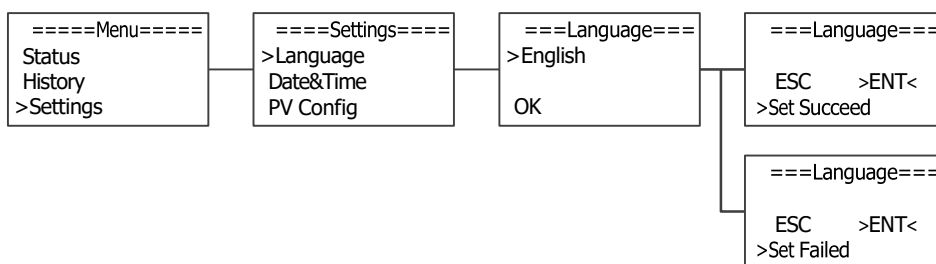 =====Menu=====
Status
History
>Settings
====Settings====
>Language
Date&Time
PV Config
===Language===
>English
OK
===Language===
ESC >ENT<
>Set Succeed
===Language===
ESC >ENT<
>Set Failed